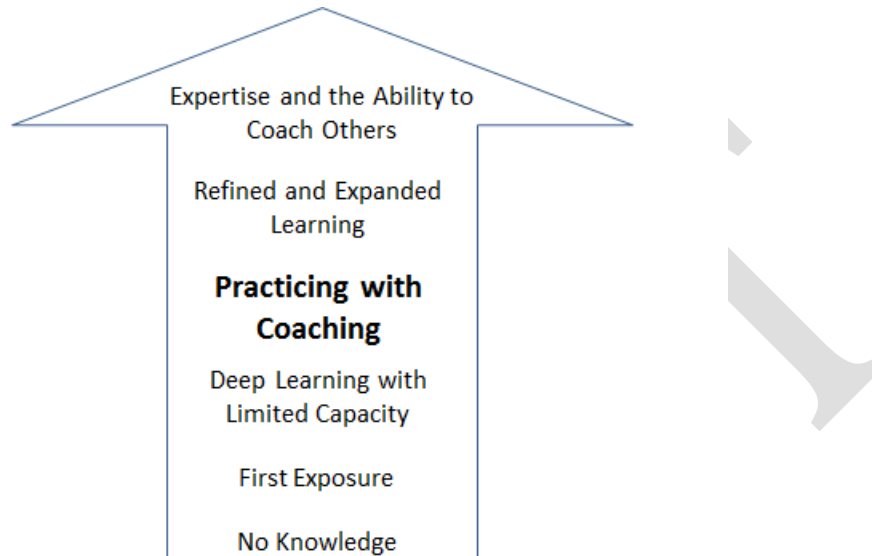 Expertise and the Ability to
Coach Others
Refined and Expanded
Learning
Practicing with
Coaching
Deep Learning with
Limited Capacity
First Exposure
No Knowledge